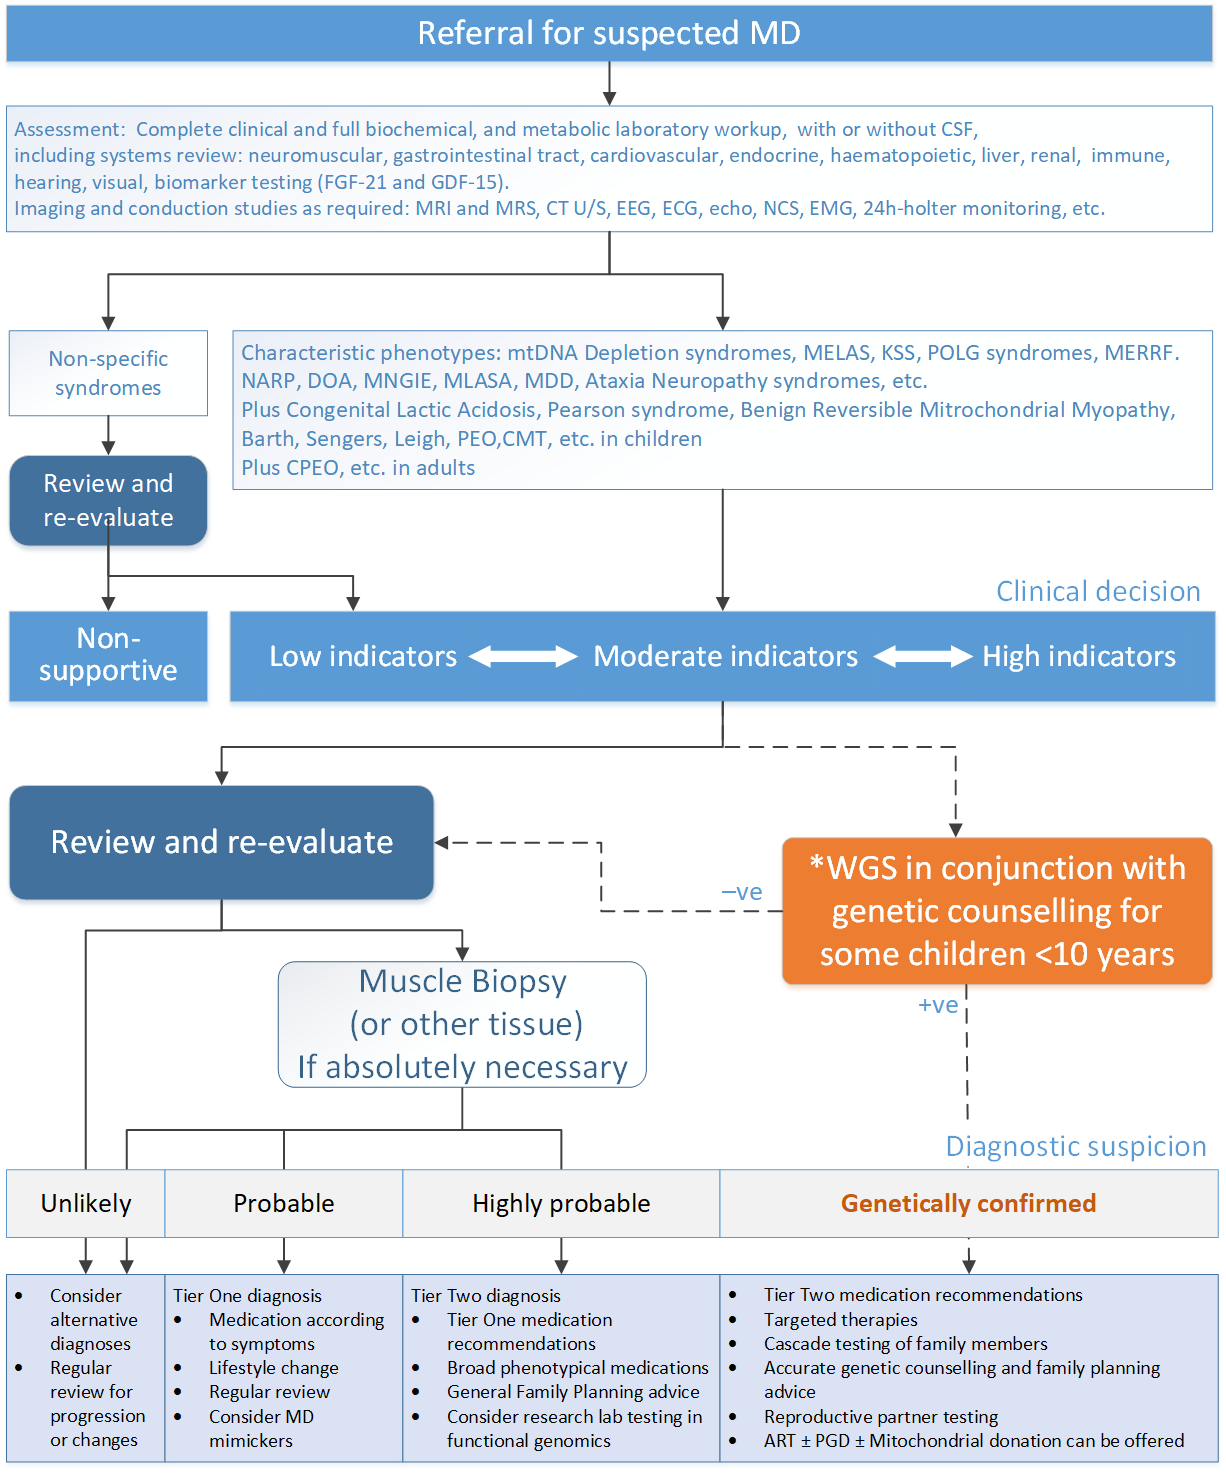 Referral for suspected MD
Assessment: Complete clinical and full biochemical, and metabolic laboratory workup, with or without CSF,
including systems review: neuromuscular, gastrointestinal tract, cardiovascular, endocrine, haematopoietic, liver, renal, immune,
hearing, visual, biomarker testing (FGF-21 and GDF-15).
Imaging and conduction studies as required: MRI and MRS, CT U/S, EEG, ECG, echo, NCS, EMG, 24h-holter monitoring, etc.
Non-specific
syndromes
Characteristic phenotypes: mtDNA Depletion syndromes, MELAS, KSS, POLG syndromes, MERRF.
NARP, DOA, MNGIE, MLASA, MDD, Ataxia Neuropathy syndromes, etc.
Plus Congenital Lactic Acidosis, Pearson syndrome, Benign Reversible Mitrochondrial Myopathy,
Barth, Sengers, Leigh, PEO,CMT, etc. in children
Plus CPEO, etc. in adults
Review and
re-evaluate
Clinical decision
Non-
supportive
Low indicators
Moderate indicators
High indicators
Review and re-evaluate
*WGS in conjunction with
genetic counselling for
some children <10 years
–ve
+ve
Muscle Biopsy
(or other tissue)
If absolutely necessary
Diagnostic suspicion
Unlikely
Probable
Highly probable
Genetically confirmed
• Consider
alternative
diagnoses
• Regular
review for
progression
or changes
Tier One diagnosis
• Medication according
to symptoms
• Lifestyle change
• Regular review
• Consider MD
mimickers
Tier Two diagnosis
• Tier One medication
recommendations
• Broad phenotypical medications
• General Family Planning advice
• Consider research lab testing in
functional genomics
• Tier Two medication recommendations
• Targeted therapies
• Cascade testing of family members
• Accurate genetic counselling and family planning
advice
• Reproductive partner testing
• ART ± PGD ± Mitochondrial donation can be offered